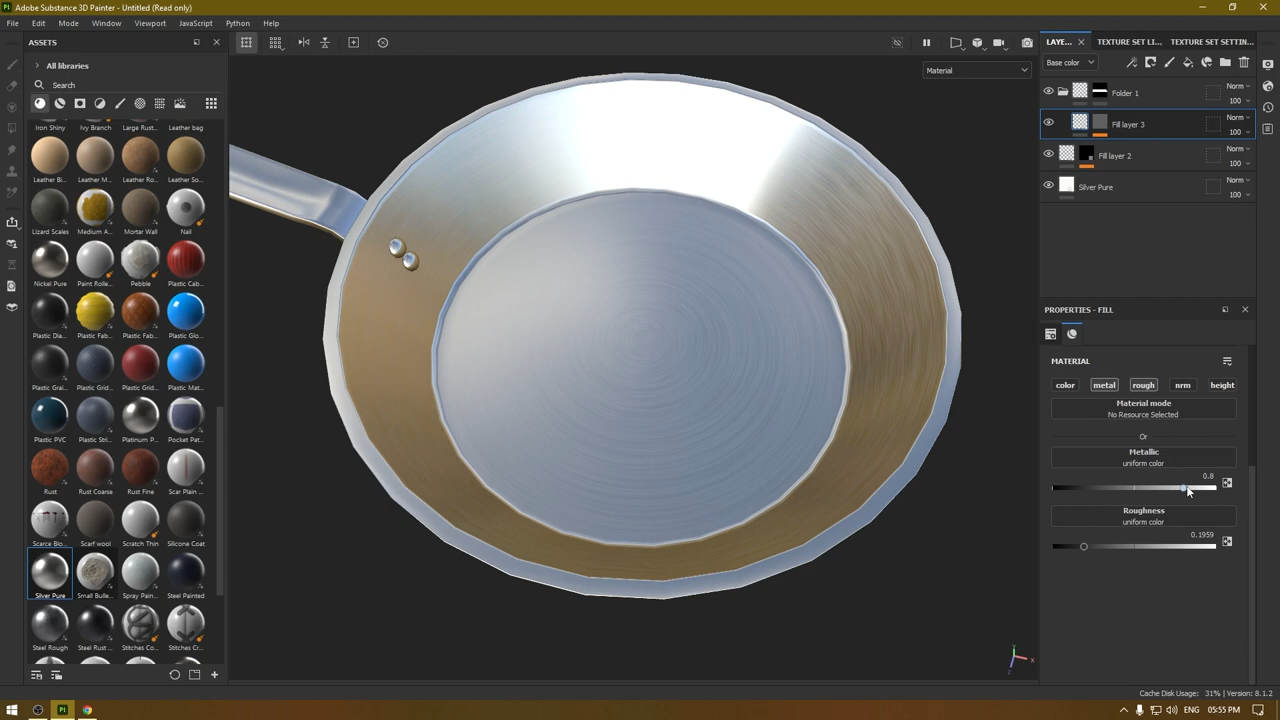 Adobe Substance 3D Painter - Untitled (Read only)
File Edit Mode Window Viewport JavaScript Python Help
ASSETS
All libraries
Search
Iron Shiny Ivy Branch Large Rust... Leather bag
Leather Bi... Leather M... Leather Ro... Leather So...
Lizard Scales Medium A... Mortar Wall Nail
Nickel Pure Paint Rolle... Pebble Plastic Cab...
Plastic Dia... Plastic Fab... Plastic Fab... Plastic Glo...
Plastic Grai... Plastic Grid... Plastic Grid... Plastic Mat...
Plastic PVC Plastic Stri... Platinum P... Pocket Pat...
Rust Rust Coarse Rust Fine Scar Plain ...
Scarce Blo... Scarf wool Scratch Thin Silicone Coat
Silver Pure Small Bulle... Spray Pain... Steel Painted
Steel Rough Steel Rust ... Stitches Co... Stitches Cr...
Material
LAYE... TEXTURE SET LI... TEXTURE SET SETTIN...
Base color
Folder 1 Norm 100
Fill layer 3 Norm 100
Fill layer 2 Norm 100
Silver Pure Norm 100
PROPERTIES - FILL
MATERIAL
color metal rough nrm height
Material mode
No Resource Selected
Or
Metallic
uniform color
0.8
Roughness
uniform color
0.1959
Cache Disk Usage: 31% | Version: 8.1.2
ENG 05:55 PM